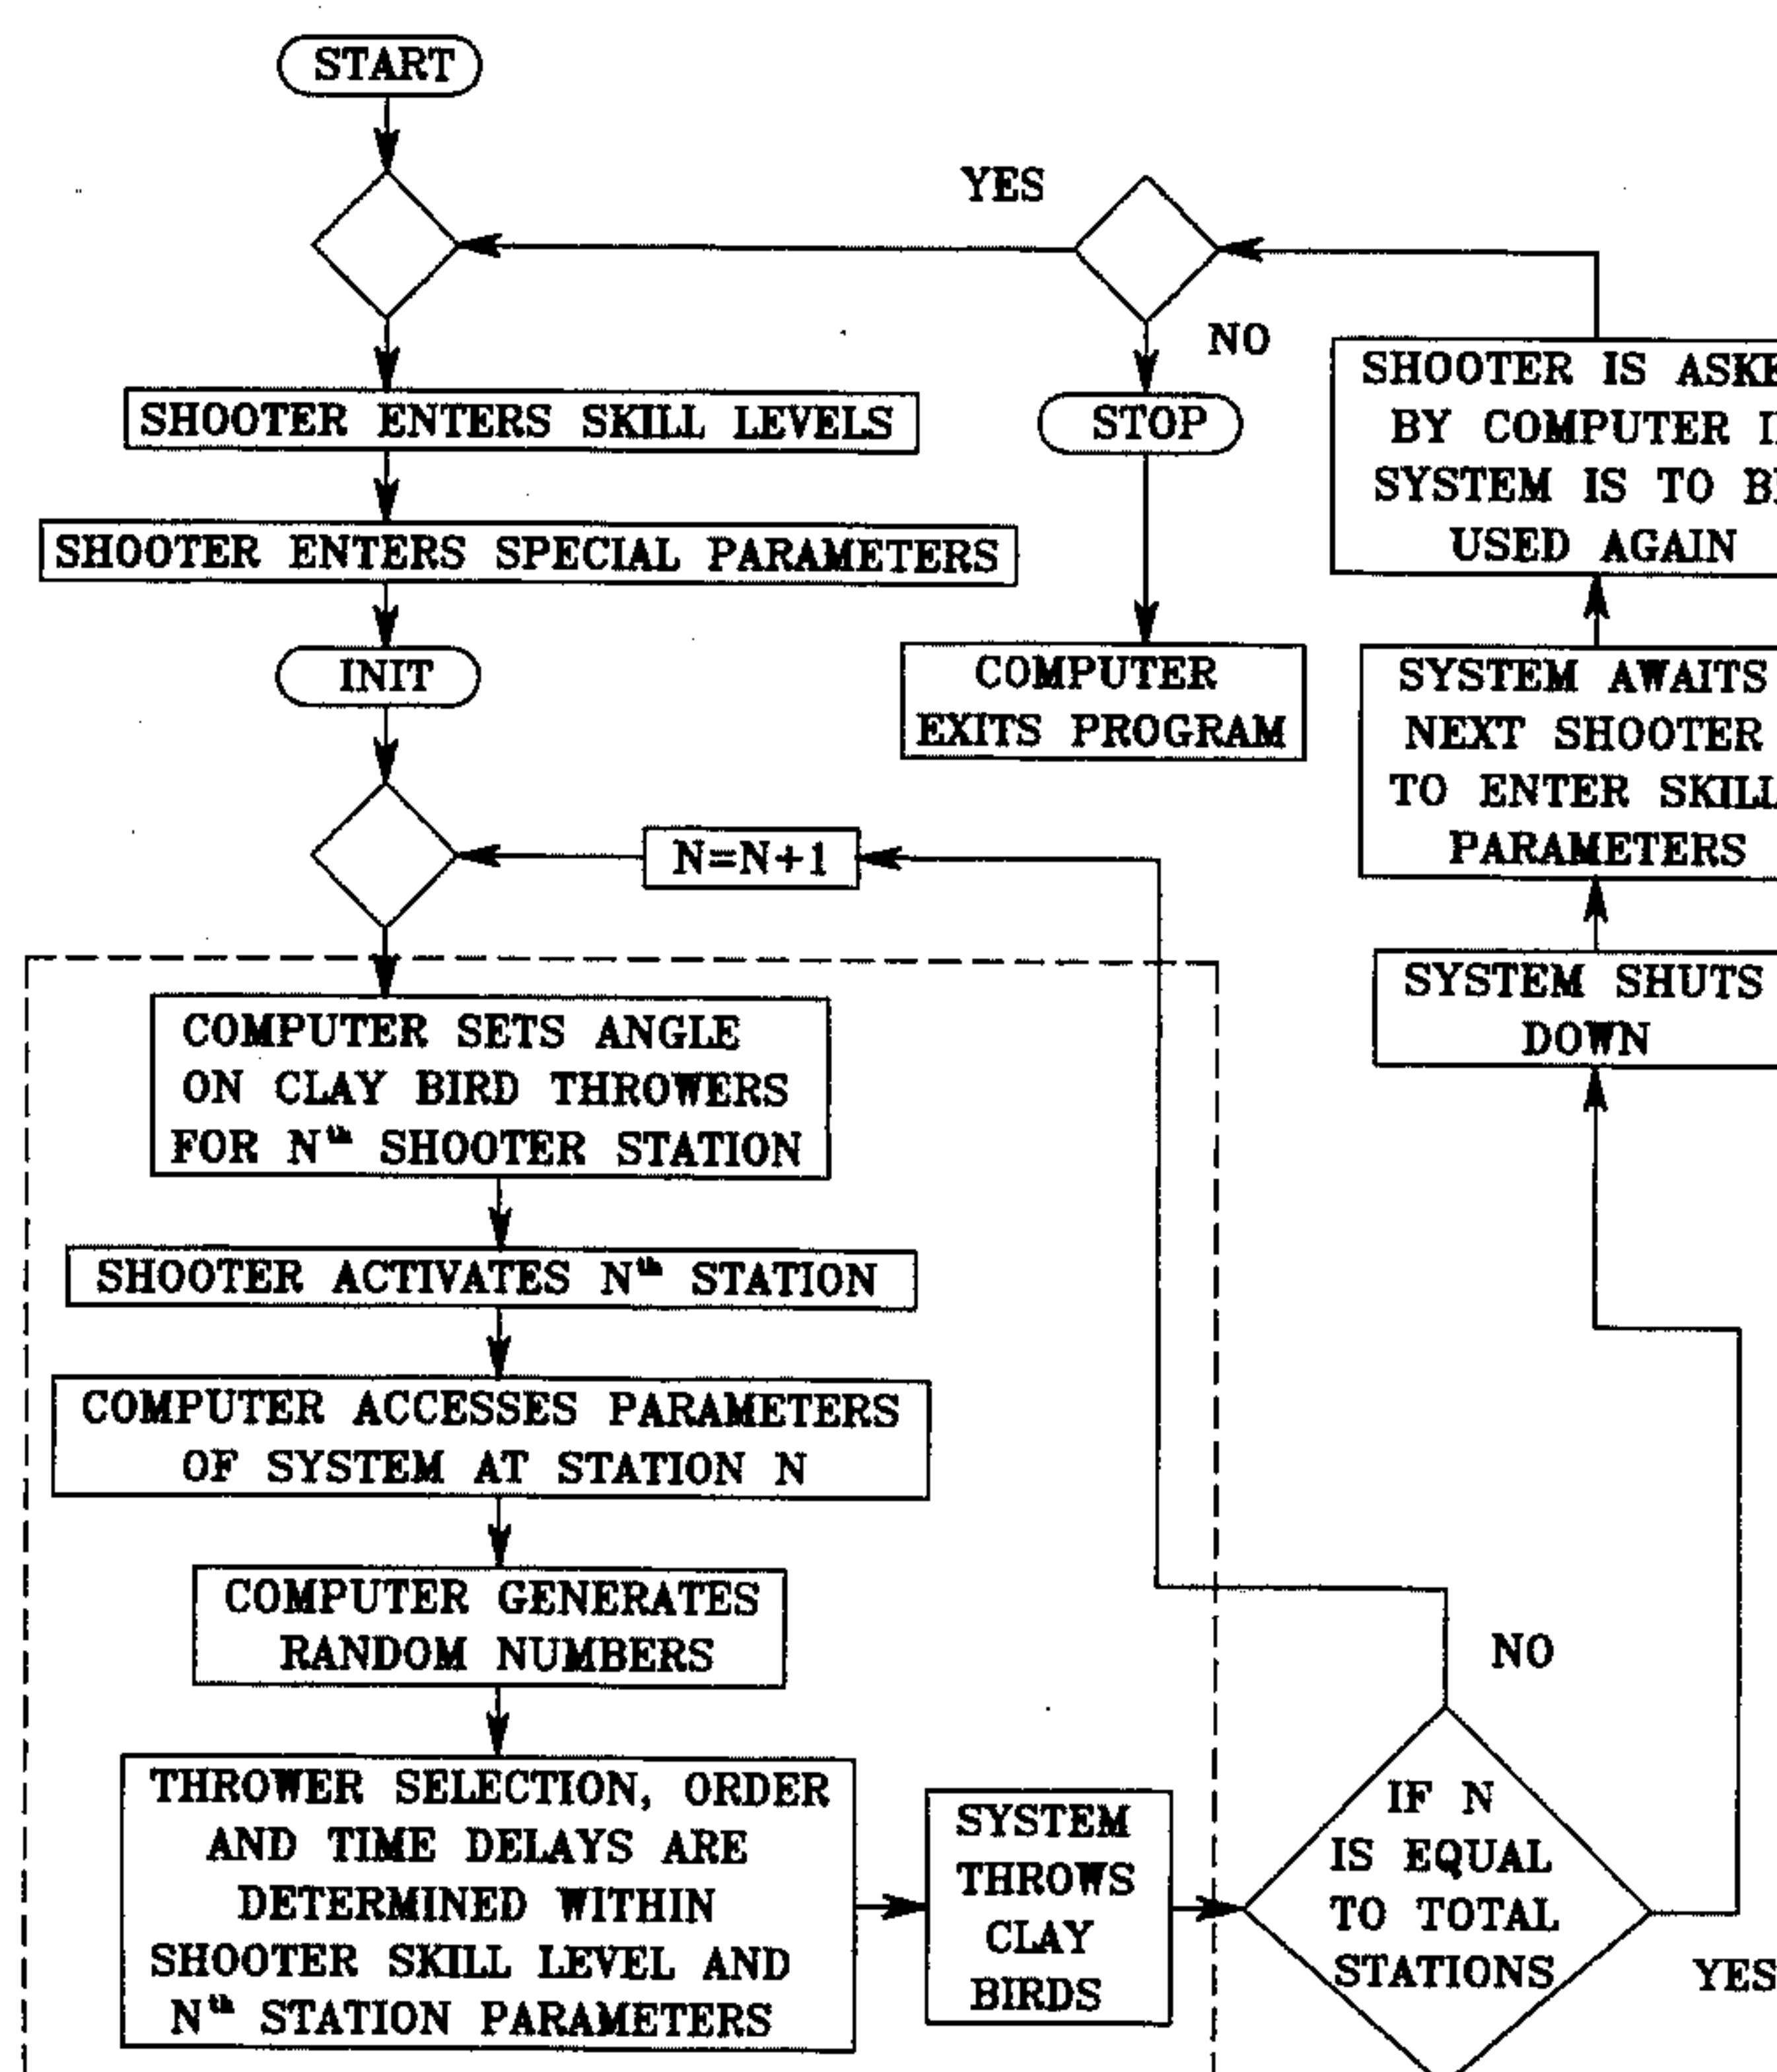 START
YES
NO
SHOOTER ENTERS SKILL LEVELS
STOP
SHOOTER IS ASKE
BY COMPUTER I
SYSTEM IS TO B
USED AGAIN
SHOOTER ENTERS SPECIAL PARAMETERS
INIT
COMPUTER
EXITS PROGRAM
SYSTEM AWAITS
NEXT SHOOTER
TO ENTER SKILL
PARAMETERS
N=N+1
SYSTEM SHUTS
DOWN
COMPUTER SETS ANGLE
ON CLAY BIRD THROWERS
FOR Nth SHOOTER STATION
SHOOTER ACTIVATES Nth STATION
COMPUTER ACCESSES PARAMETERS
OF SYSTEM AT STATION N
COMPUTER GENERATES
RANDOM NUMBERS
NO
THROWER SELECTION, ORDER
AND TIME DELAYS ARE
DETERMINED WITHIN
SHOOTER SKILL LEVEL AND
Nth STATION PARAMETERS
SYSTEM
THROWS
CLAY
BIRDS
IF N
IS EQUAL
TO TOTAL
STATIONS
YES